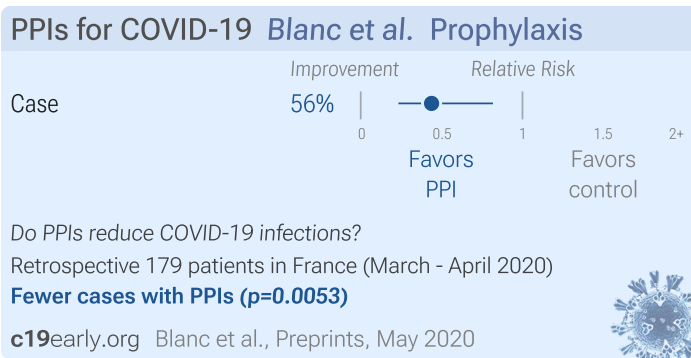 PPIs for COVID-19 Blanc et al. Prophylaxis
Improvement Relative Risk
Case 56%
0 0.5 1 1.5 2+
Favors PPI Favors control
Do PPIs reduce COVID-19 infections?
Retrospective 179 patients in France (March - April 2020)
Fewer cases with PPIs (p=0.0053)
c19early.org Blanc et al., Preprints, May 2020